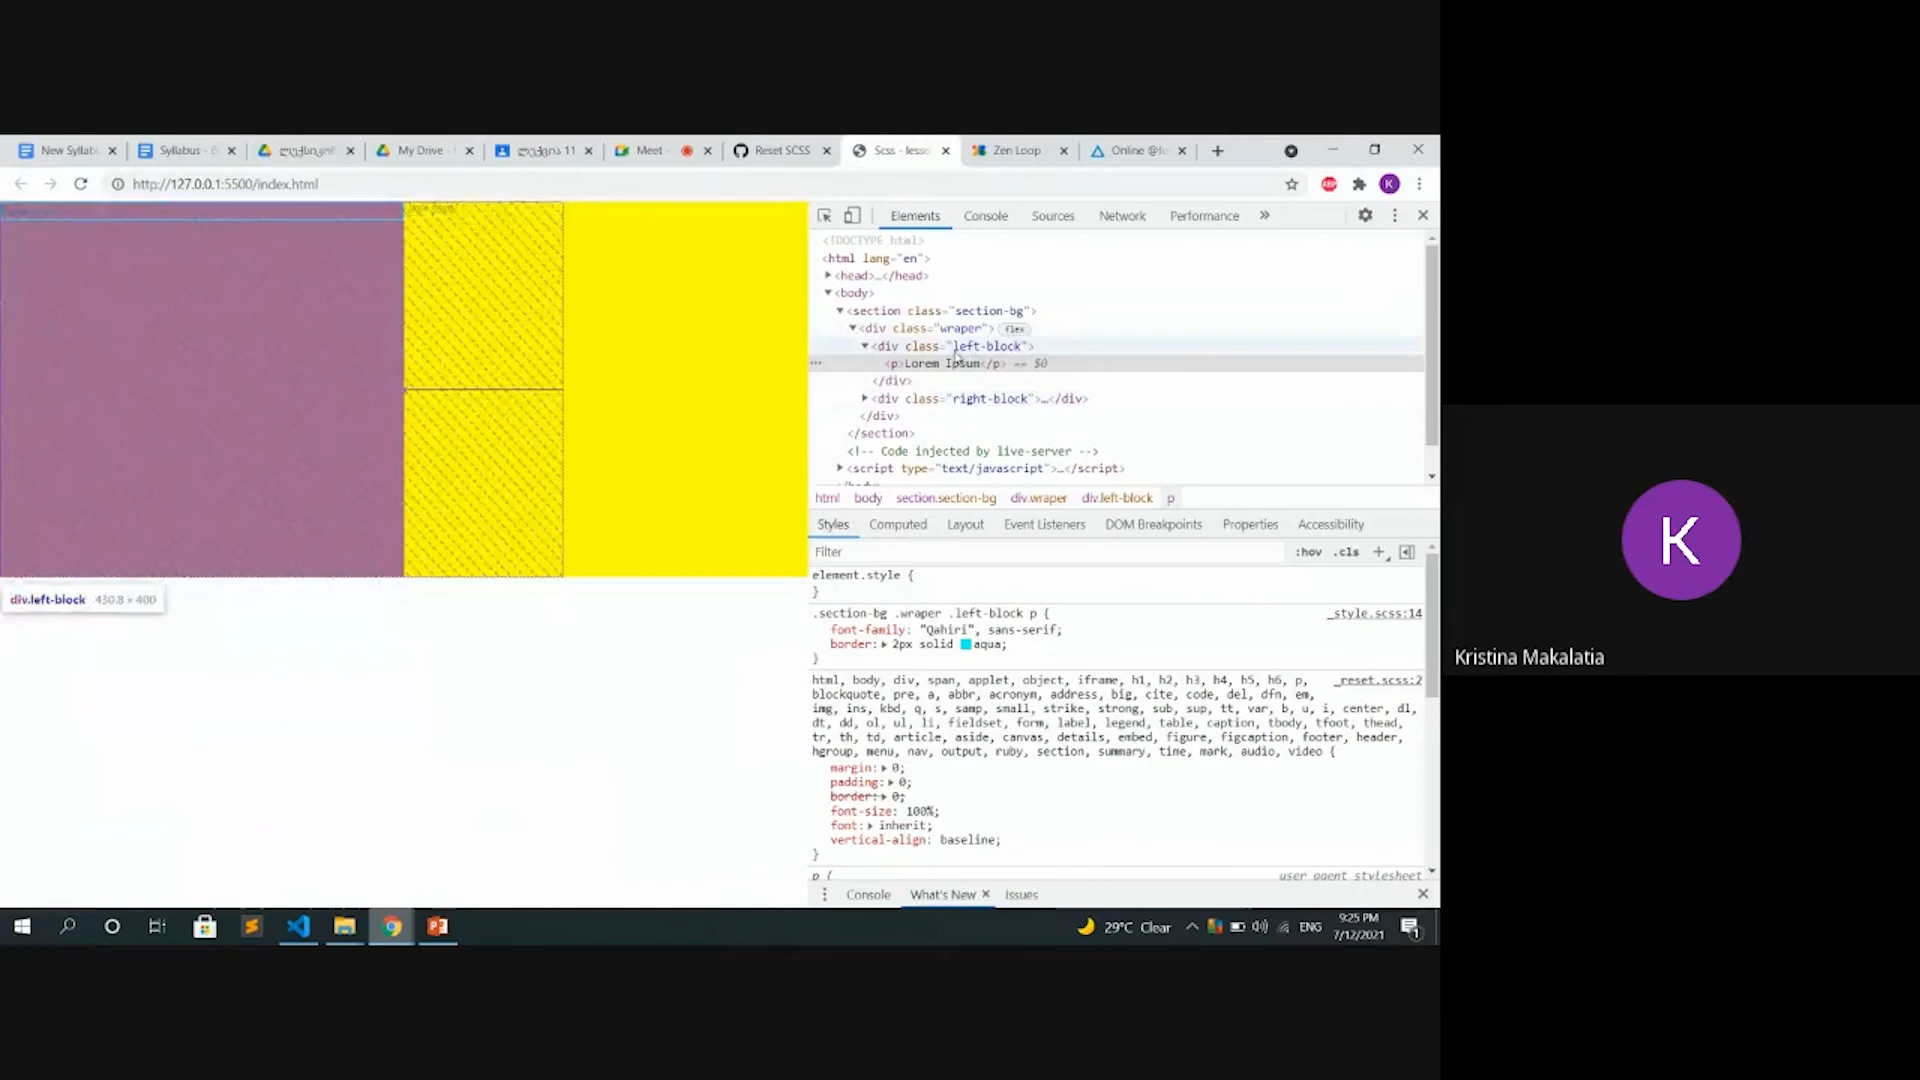 New Syllab
Syllabus - &
ლექსიკონ
My Drive -
ლექცია 11
Meet -
Reset SCSS
Scss - lesso
Zen Loop -
Online @fo
http://127.0.0.1:5500/index.html
ABP
K
Elements
Console
Sources
Network
Performance
<!DOCTYPE html>
<html lang="en">
<head>…</head>
<body>
<section class="section-bg">
<div class="wraper"> flex
<div class="left-block">
<p>Lorem Ipsum</p> == $0
</div>
<div class="right-block">…</div>
</div>
</section>
<!-- Code injected by live-server -->
<script type="text/javascript">…</script>
html body section.section-bg div.wraper div.left-block p
Styles Computed Layout Event Listeners DOM Breakpoints Properties Accessibility
Filter
:hov .cls +
element.style {
}
.section-bg .wraper .left-block p {
_style.scss:14
font-family: "Qahiri", sans-serif;
border: 2px solid aqua;
}
html, body, div, span, applet, object, iframe, h1, h2, h3, h4, h5, h6, p,
_reset.scss:2
blockquote, pre, a, abbr, acronym, address, big, cite, code, del, dfn, em,
img, ins, kbd, q, s, samp, small, strike, strong, sub, sup, tt, var, b, u, i, center, dl,
dt, dd, ol, ul, li, fieldset, form, label, legend, table, caption, tbody, tfoot, thead,
tr, th, td, article, aside, canvas, details, embed, figure, figcaption, footer, header,
hgroup, menu, nav, output, ruby, section, summary, time, mark, audio, video {
margin: 0;
padding: 0;
border: 0;
font-size: 100%;
font: inherit;
vertical-align: baseline;
}
p {
user agent stylesheet
Console
What's New
Issues
div.left-block 430.8 × 400
29°C Clear
ENG
9:25 PM
7/12/2021
1
K
Kristina Makalatia